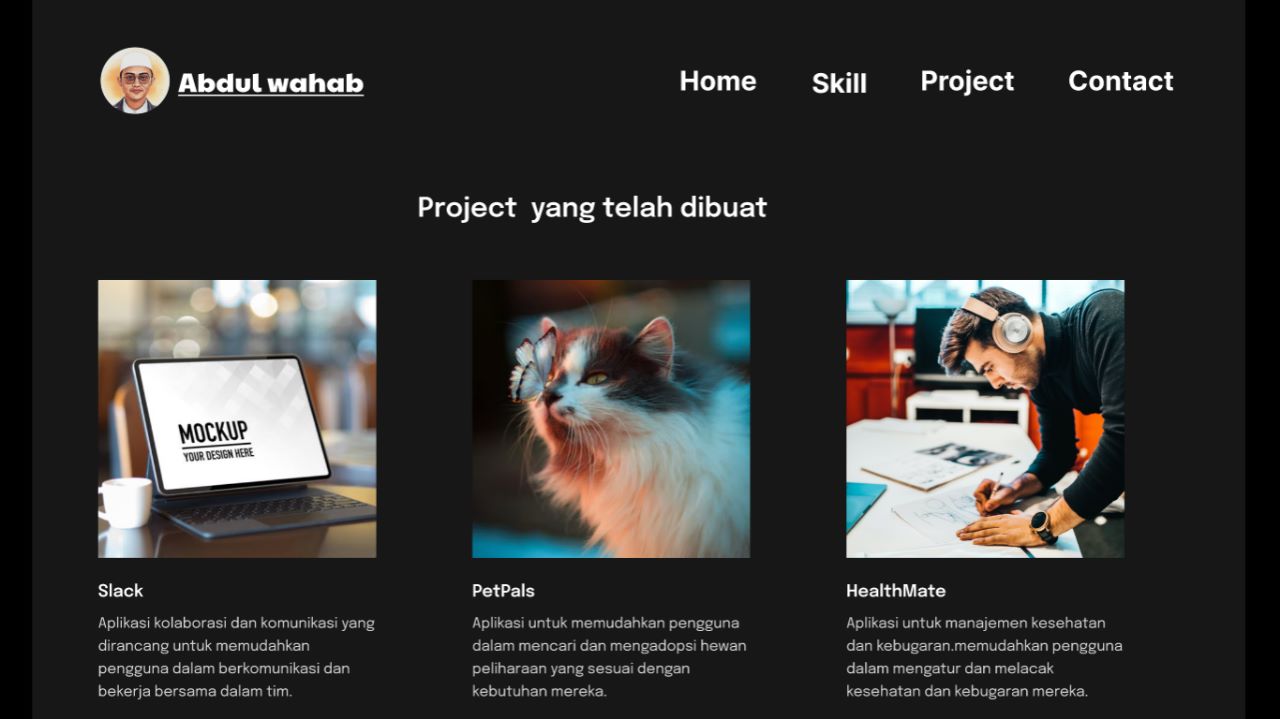 Abdul wahab
Home Skill Project Contact
Project yang telah dibuat
MOCKUP
YOUR DESIGN HERE
Slack
Aplikasi kolaborasi dan komunikasi yang
dirancang untuk memudahkan
pengguna dalam berkomunikasi dan
bekerja bersama dalam tim.
PetPals
Aplikasi untuk memudahkan pengguna
dalam mencari dan mengadopsi hewan
peliharaan yang sesuai dengan
kebutuhan mereka.
HealthMate
Aplikasi untuk manajemen kesehatan
dan kebugaran.memudahkan pengguna
dalam mengatur dan melacak
kesehatan dan kebugaran mereka.